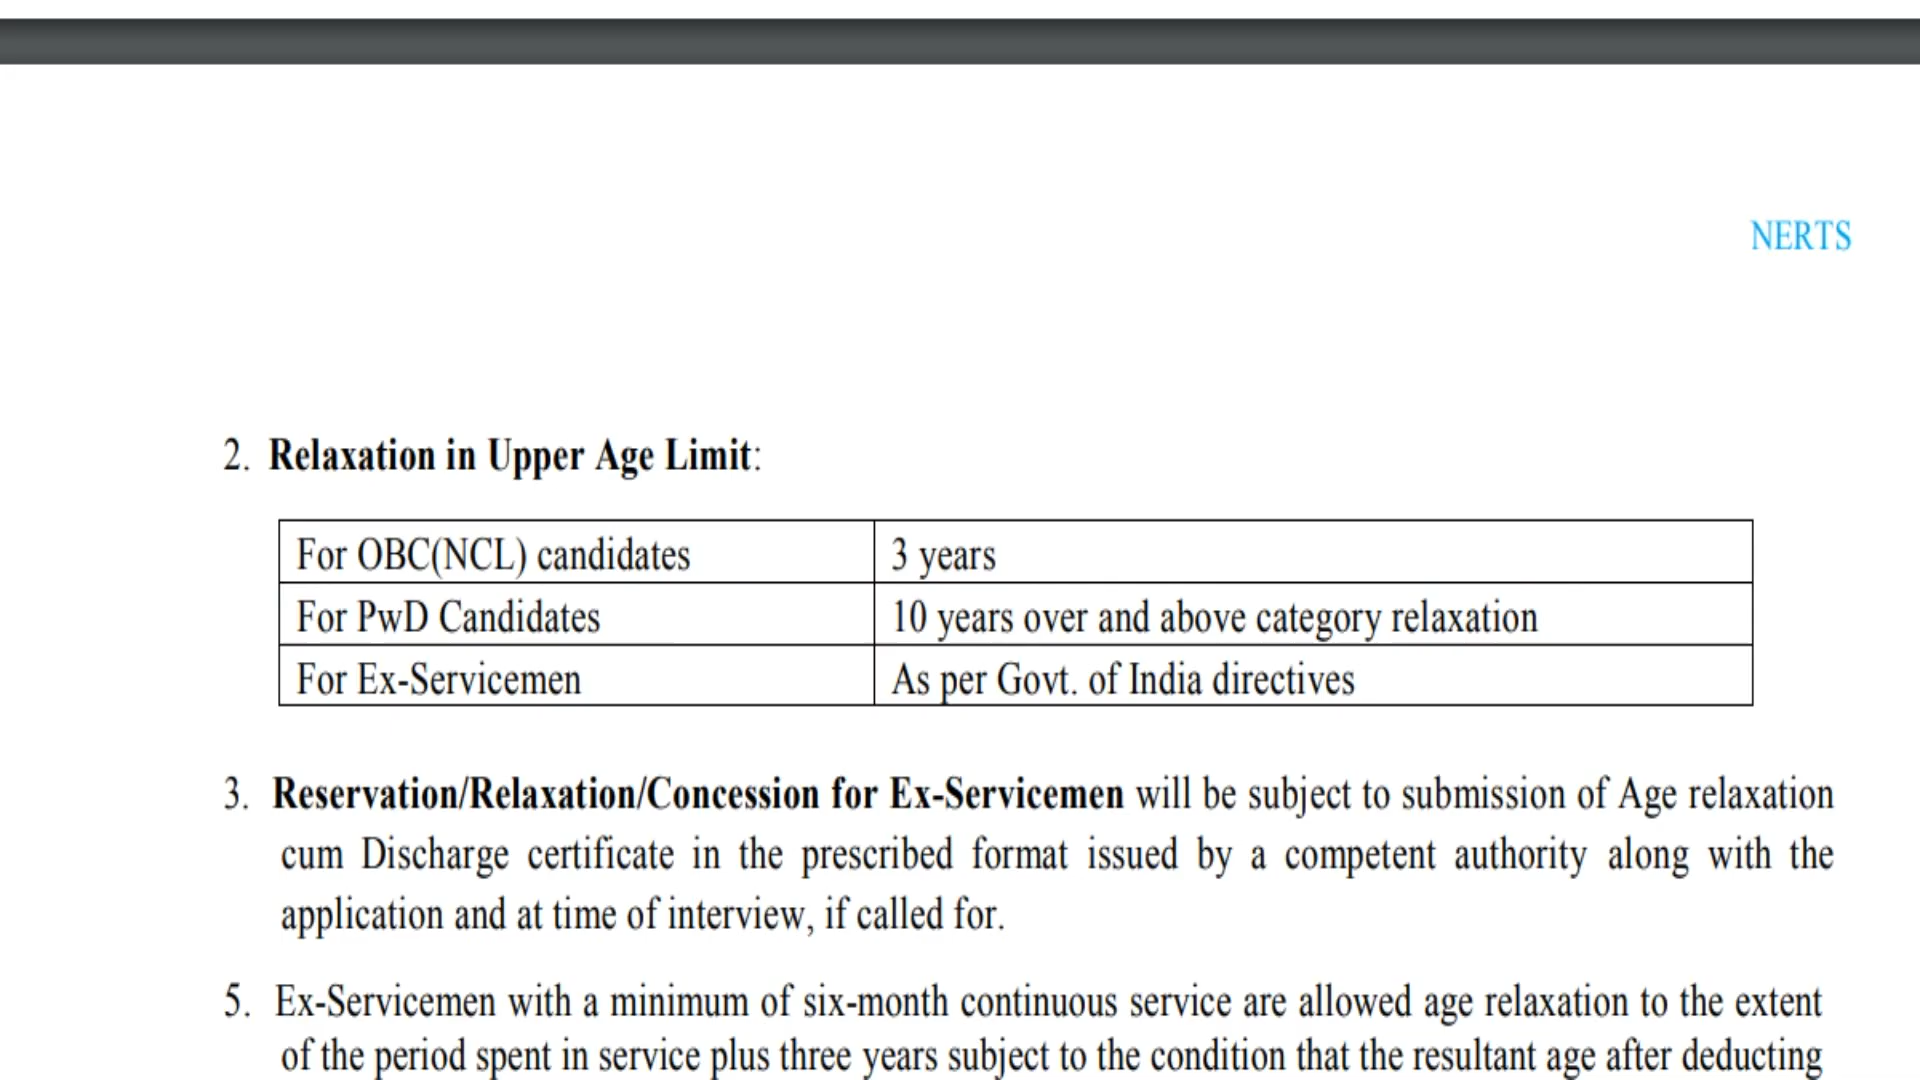 NERTS
2. Relaxation in Upper Age Limit:
For OBC(NCL) candidates 3 years
For PwD Candidates 10 years over and above category relaxation
For Ex-Servicemen As per Govt. of India directives
3. Reservation/Relaxation/Concession for Ex-Servicemen will be subject to submission of Age relaxation
cum Discharge certificate in the prescribed format issued by a competent authority along with the
application and at time of interview, if called for.
5. Ex-Servicemen with a minimum of six-month continuous service are allowed age relaxation to the extent
of the period spent in service plus three years subject to the condition that the resultant age after deducting